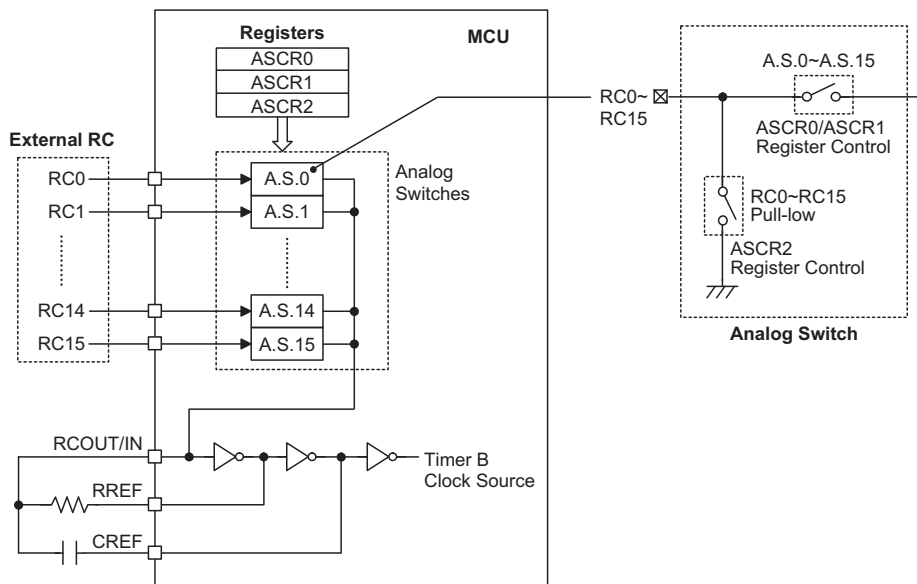 Registers
ASCR0
ASCR1
ASCR2
MCU
External RC
RC0
RC1
RC14
RC15
A.S.0
A.S.1
A.S.14
A.S.15
Analog
Switches
RCOUT/IN
RREF
CREF
Timer B
Clock Source
RC0~
RC15
A.S.0~A.S.15
ASCR0/ASCR1
Register Control
RC0~RC15
Pull-low
ASCR2
Register Control
Analog Switch